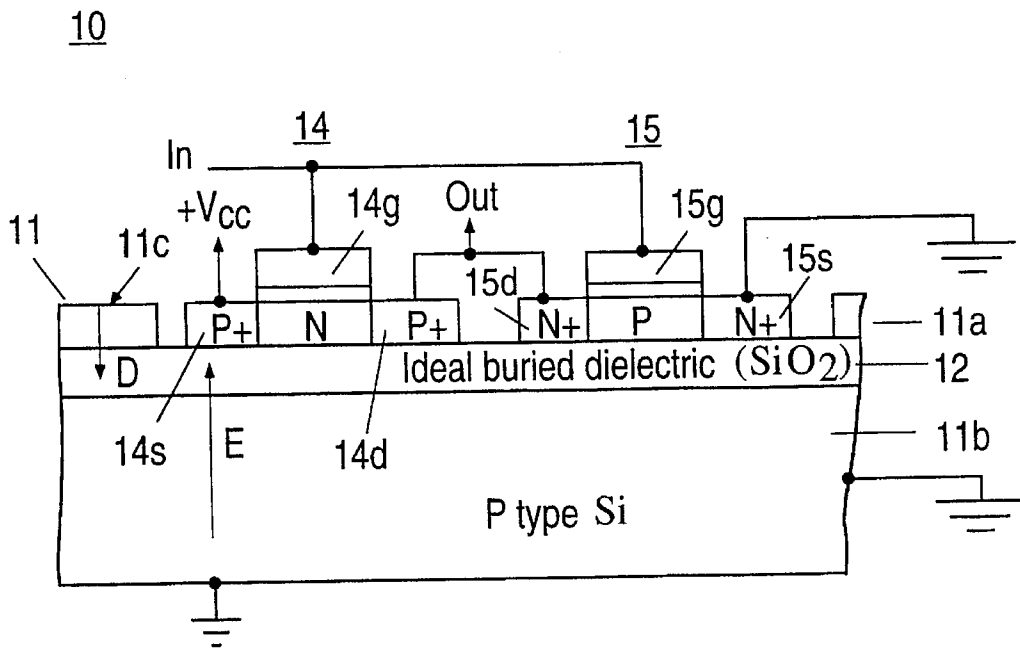 10
14
15
In
+VCC
14g
Out
15g
11
11c
15d
15s
P+
N
P+
N+
P
N+
11a
D
Ideal buried dielectric (SiO2)
12
14s
E
14d
11b
P type Si